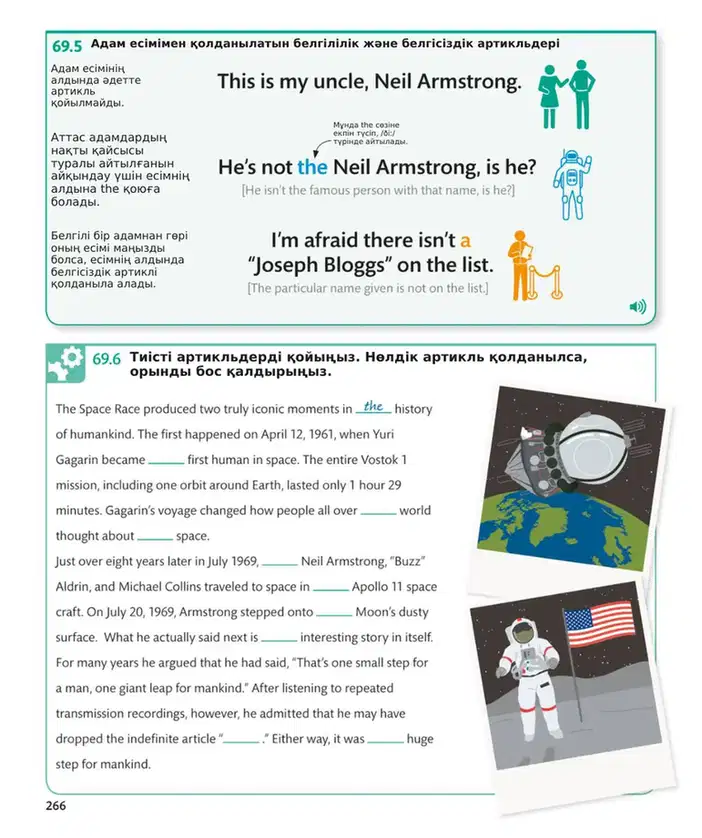 69.5 Адам есімімен қолданылатын белгілілік және белгісіздік артикльдері
Адам есімінің
алдында әдетте
артикль
қойылмайды.
This is my uncle, Neil Armstrong.
Мұнда the сөзіне
екпін түсіп, /ði:/
түрінде айтылады.
Аттас адамдардың
нақты қайсысы
туралы айтылғанын
айқындау үшін есімнің
алдына the қоюға
болады.
He's not the Neil Armstrong, is he?
[He isn't the famous person with that name, is he?]
Белгілі бір адамнан гөрі
оның есімі маңызды
болса, есімнің алдында
белгісіздік артиклі
қолданыла алады.
I'm afraid there isn't a
“Joseph Bloggs” on the list.
[The particular name given is not on the list.]
69.6 Тиісті артикльдерді қойыңыз. Нөлдік артикль қолданылса,
орынды бос қалдырыңыз.
The Space Race produced two truly iconic moments in the history
of humankind. The first happened on April 12, 1961, when Yuri
Gagarin became ______ first human in space. The entire Vostok 1
mission, including one orbit around Earth, lasted only 1 hour 29
minutes. Gagarin's voyage changed how people all over ______ world
thought about ______ space.
Just over eight years later in July 1969, ______ Neil Armstrong, “Buzz”
Aldrin, and Michael Collins traveled to space in ______ Apollo 11 space
craft. On July 20, 1969, Armstrong stepped onto ______ Moon's dusty
surface. What he actually said next is ______ interesting story in itself.
For many years he argued that he had said, “That's one small step for
a man, one giant leap for mankind.” After listening to repeated
transmission recordings, however, he admitted that he may have
dropped the indefinite article “______ .” Either way, it was ______ huge
step for mankind.
266